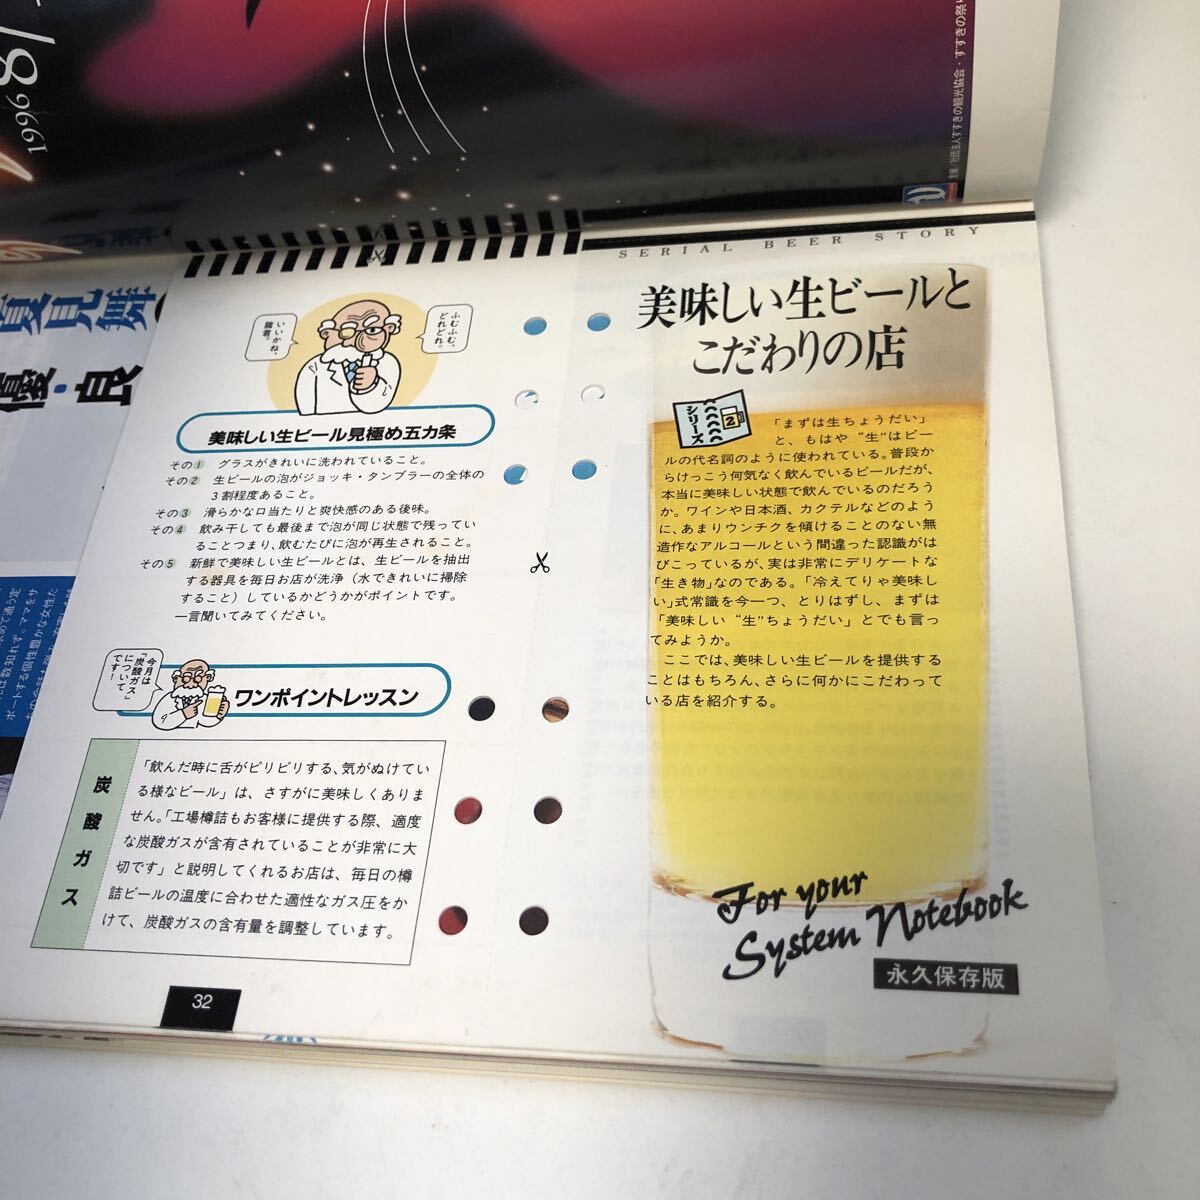 1996 8/
主催/社団法人すすきの観光協会・すすきの祭り
夏見舞
優・良
SERIAL BEER STORY
ふむふむ、
どれどれ。
いいかね、
諸君。
美味しい生ビール見極め五カ条
その1 グラスがきれいに洗われていること。
その2 生ビールの泡がジョッキ・タンブラーの全体の
3割程度あること。
その3 滑らかな口当たりと爽快感のある後味。
その4 飲み干しても最後まで泡が同じ状態で残ってい
ることつまり、飲むたびに泡が再生されること。
その5 新鮮で美味しい生ビールとは、生ビールを抽出
する器具を毎日お店が洗浄（水できれいに掃除
すること）しているかどうかがポイントです。
一言聞いてみてください。
今月は
「炭酸ガス」
について
です！
ワンポイントレッスン
炭酸ガス
「飲んだ時に舌がピリピリする、気がぬけてい
る様なビール」は、さすがに美味しくありま
せん。「工場樽詰もお客様に提供する際、適度
な炭酸ガスが含有されていることが非常に大
切です」と説明してくれるお店は、毎日の樽
詰ビールの温度に合わせた適性なガス圧をか
けて、炭酸ガスの含有量を調整しています。
32
美味しい生ビールと
こだわりの店
シリーズ
2
「まずは生ちょうだい」
と、もはや“生”はビー
ルの代名詞のように使われている。普段か
らけっこう何気なく飲んでいるビールだが、
本当に美味しい状態で飲んでいるのだろう
か。ワインや日本酒、カクテルなどのよう
に、あまりウンチクを傾けることのない無
造作なアルコールという間違った認識がは
びこっているが、実は非常にデリケートな
「生き物」なのである。「冷えてりゃ美味し
い」式常識を今一つ、とりはずし、まずは
「美味しい“生”ちょうだい」とでも言っ
てみようか。
ここでは、美味しい生ビールを提供する
ことはもちろん、さらに何かにこだわって
いる店を紹介する。
For your
System Notebook
永久保存版